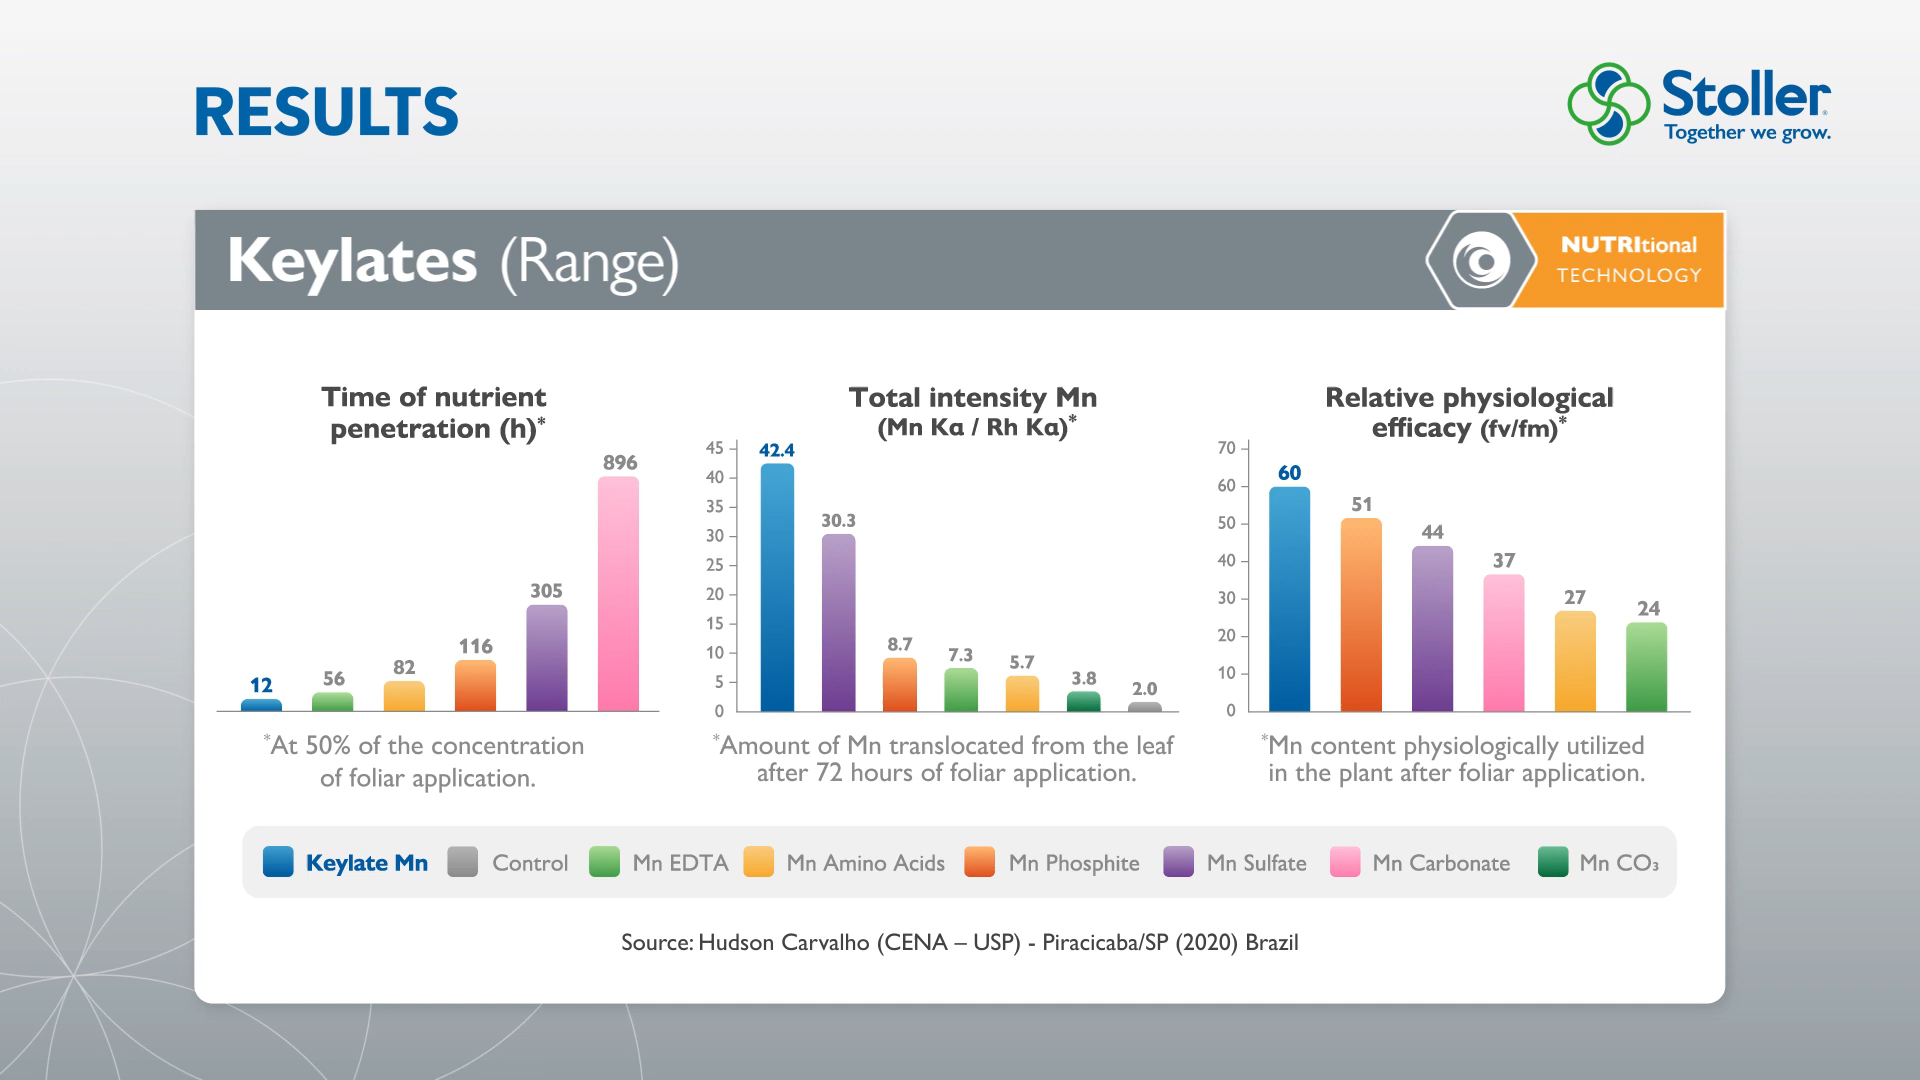 RESULTS
Stoller®
Together we grow.
Keylates (Range)
NUTRItional
TECHNOLOGY
Time of nutrient
penetration (h)*
896
305
116
82
56
12
*At 50% of the concentration
of foliar application.
Total intensity Mn
(Mn Kα / Rh Kα)*
45
40
35
30
25
20
15
10
5
0
42.4
30.3
8.7
7.3
5.7
3.8
2.0
*Amount of Mn translocated from the leaf
after 72 hours of foliar application.
Relative physiological
efficacy (fv/fm)*
70
60
50
40
30
20
10
0
60
51
44
37
27
24
*Mn content physiologically utilized
in the plant after foliar application.
Keylate Mn Control Mn EDTA Mn Amino Acids Mn Phosphite Mn Sulfate Mn Carbonate Mn CO₃
Source: Hudson Carvalho (CENA – USP) - Piracicaba/SP (2020) Brazil